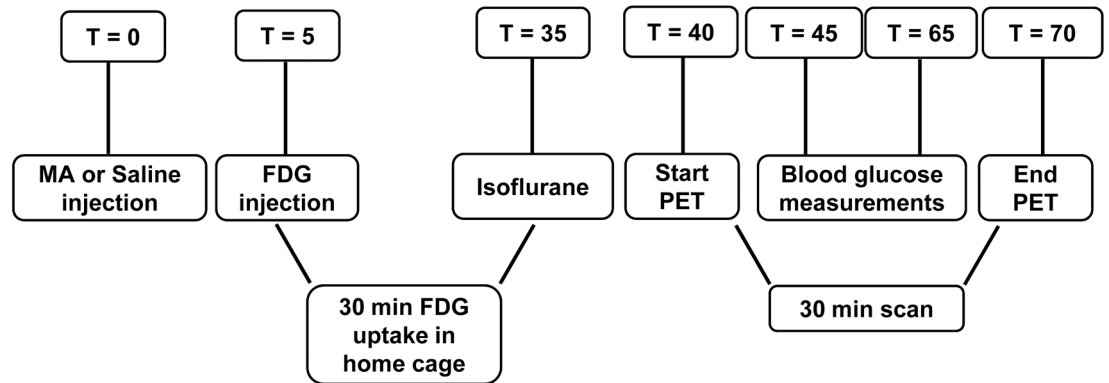 T = 0
T = 5
T = 35
T = 40
T = 45
T = 65
T = 70
MA or Saline
injection
FDG
injection
Isoflurane
Start
PET
Blood glucose
measurements
End
PET
30 min FDG
uptake in
home cage
30 min scan